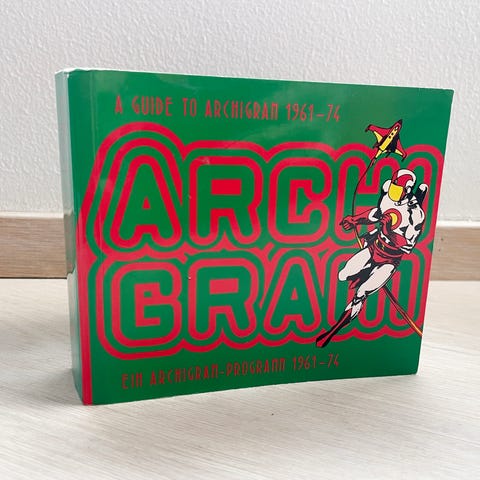 A GUIDE TO ARCHIGRAM 1961-74
ARCHI
GRAM
EIN ARCHIGRAM-PROGRAMM 1961-74